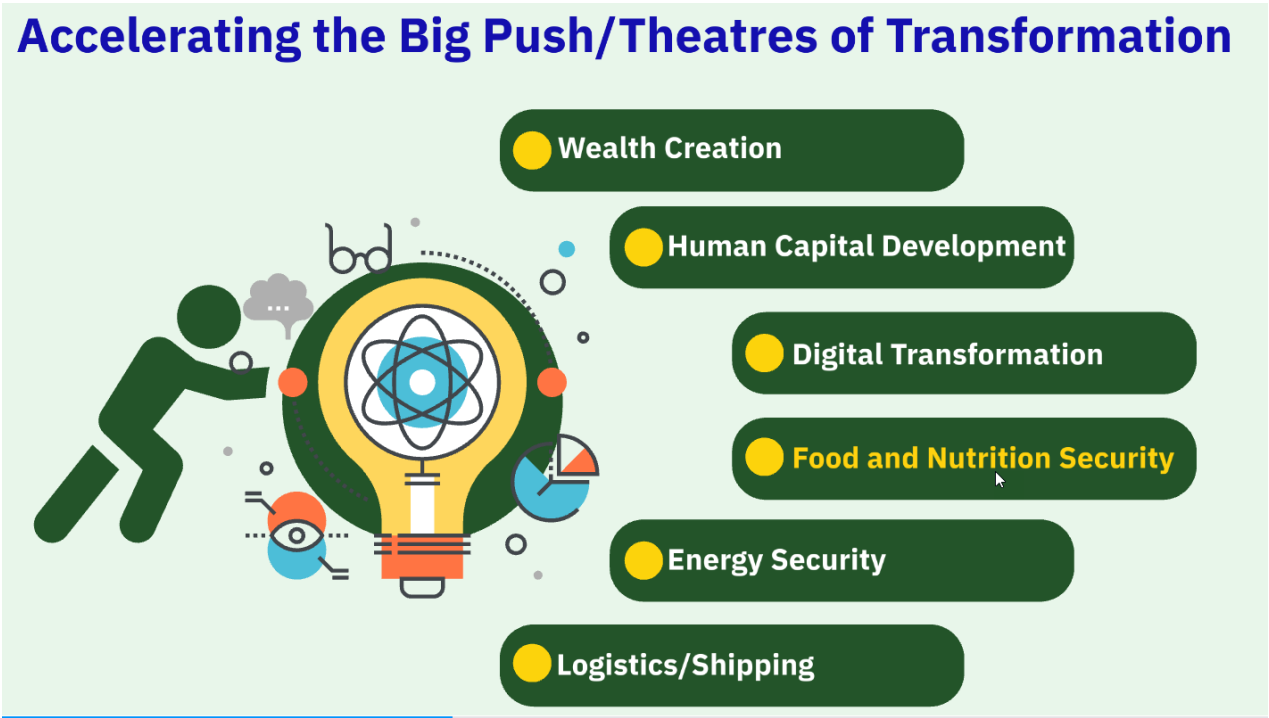 Accelerating the Big Push/Theatres of Transformation
Wealth Creation
Human Capital Development
Digital Transformation
Food and Nutrition Security
Energy Security
Logistics/Shipping